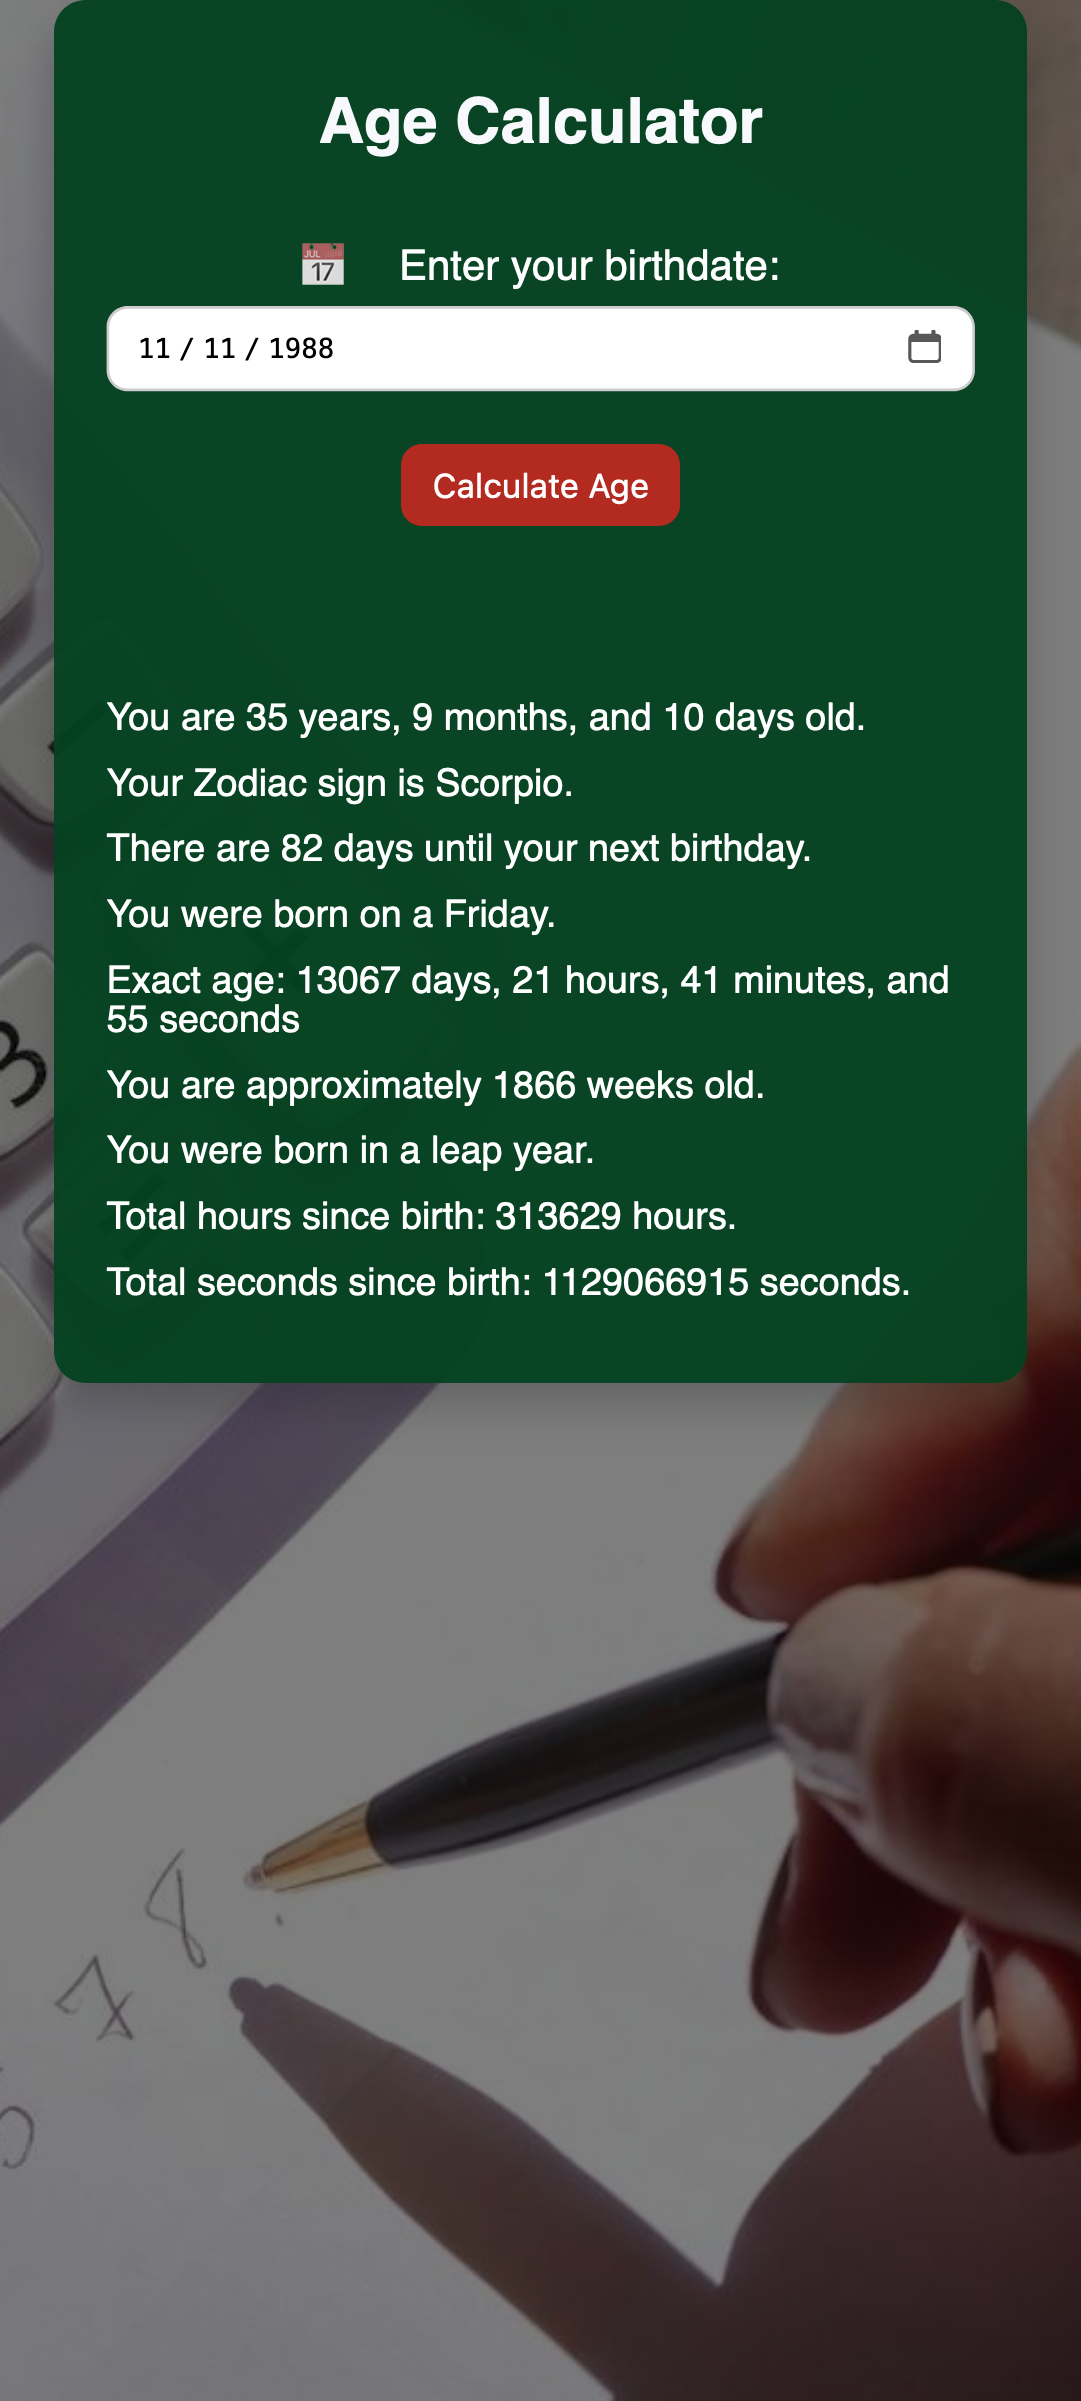 Age Calculator
JUL
17
Enter your birthdate:
11 / 11 / 1988
Calculate Age
You are 35 years, 9 months, and 10 days old.
Your Zodiac sign is Scorpio.
There are 82 days until your next birthday.
You were born on a Friday.
Exact age: 13067 days, 21 hours, 41 minutes, and
55 seconds
You are approximately 1866 weeks old.
You were born in a leap year.
Total hours since birth: 313629 hours.
Total seconds since birth: 1129066915 seconds.
3
8